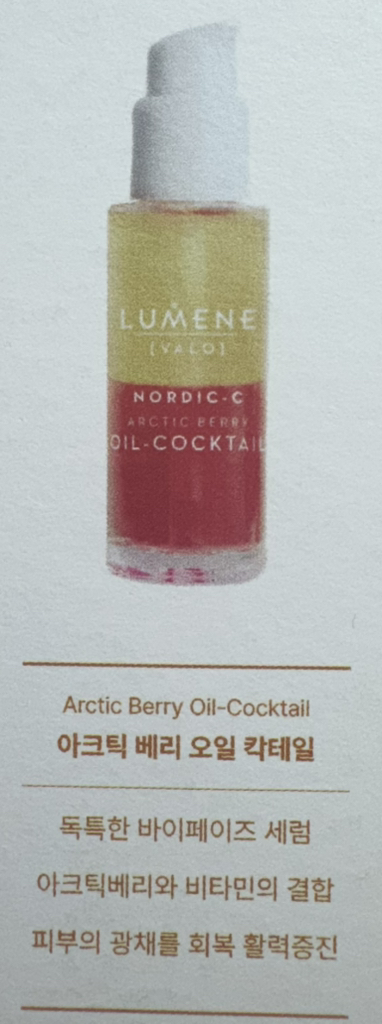 LUMENE
[VALO]
NORDIC-C
ARCTIC BERRY
OIL-COCKTAIL
Arctic Berry Oil-Cocktail
아크틱 베리 오일 칵테일
독특한 바이페이즈 세럼
아크틱베리와 비타민의 결합
피부의 광채를 회복 활력증진